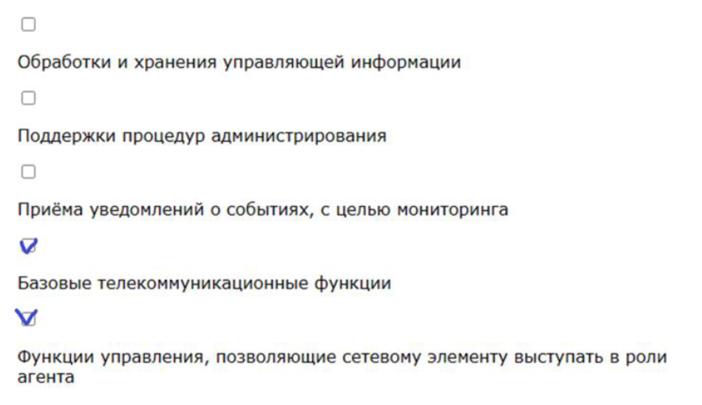 Обработки и хранения управляющей информации
Поддержки процедур администрирования
Приёма уведомлений о событиях, с целью мониторинга
Базовые телекоммуникационные функции
Функции управления, позволяющие сетевому элементу выступать в роли
агента